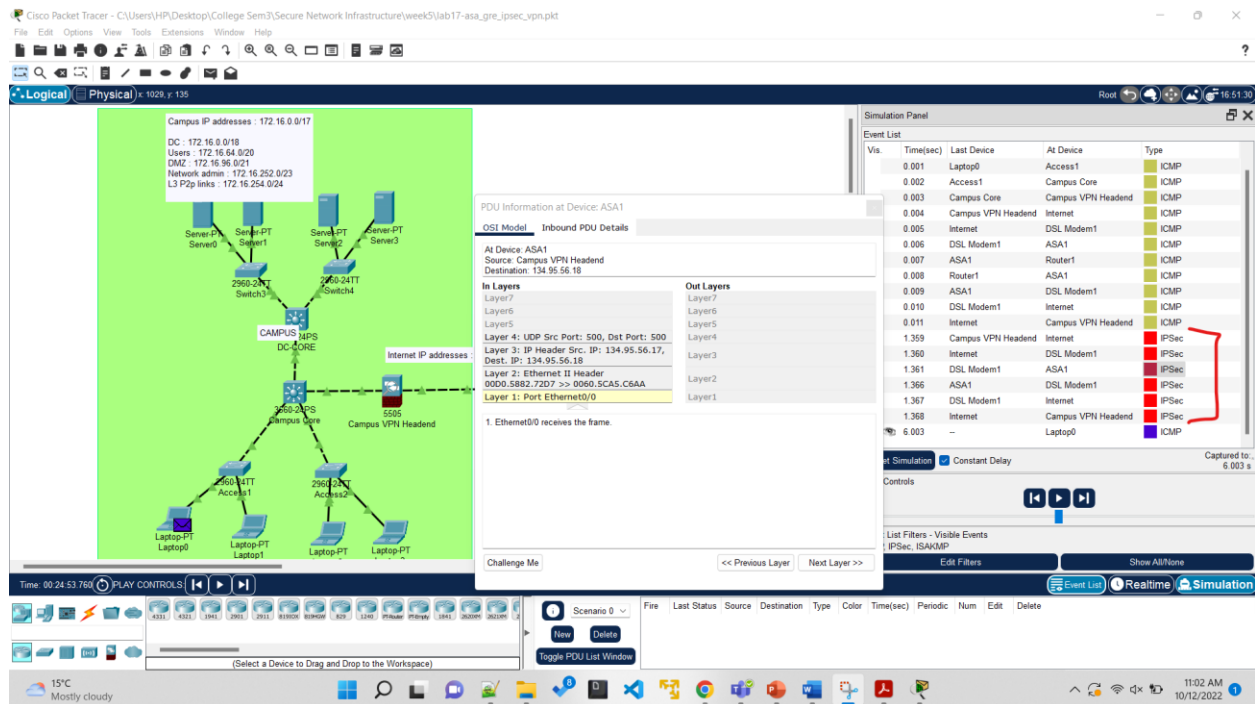 Cisco Packet Tracer - C:\Users\HP\Desktop\College Sem3\Secure Network Infrastructure\week5\lab17-asa_gre_ipsec_vpn.pkt
File Edit Options View Tools Extensions Window Help
?
Logical Physical x: 1029, y: 135
Root 16:51:30
Campus IP addresses : 172.16.0.0/17
DC : 172.16.0.0/18
Users : 172.16.64.0/20
DMZ : 172.16.96.0/21
Network admin : 172.16.252.0/23
L3 P2p links : 172.16.254.0/24
Server-PT
Server0
Server-PT
Server1
Server-PT
Server2
Server-PT
Server3
2960-24TT
Switch3
2960-24TT
Switch4
CAMPUS
24PS
DC-CORE
Internet IP addresses :
3560-24PS
Campus Core
5505
Campus VPN Headend
2960-24TT
Access1
2960-24TT
Access2
Laptop-PT
Laptop0
Laptop-PT
Laptop1
Laptop-PT
Laptop-PT
PDU Information at Device: ASA1
OSI Model Inbound PDU Details
At Device: ASA1
Source: Campus VPN Headend
Destination: 134.95.56.18
In Layers Out Layers
Layer7 Layer7
Layer6 Layer6
Layer5 Layer5
Layer 4: UDP Src Port: 500, Dst Port: 500 Layer4
Layer 3: IP Header Src. IP: 134.95.56.17, Dest. IP: 134.95.56.18 Layer3
Layer 2: Ethernet II Header 00D0.5882.72D7 >> 0060.5CA5.C6AA Layer2
Layer 1: Port Ethernet0/0 Layer1
1. Ethernet0/0 receives the frame.
Challenge Me << Previous Layer Next Layer >>
Simulation Panel
Event List
Vis. Time(sec) Last Device At Device Type
0.001 Laptop0 Access1 ICMP
0.002 Access1 Campus Core ICMP
0.003 Campus Core Campus VPN Headend ICMP
0.004 Campus VPN Headend Internet ICMP
0.005 Internet DSL Modem1 ICMP
0.006 DSL Modem1 ASA1 ICMP
0.007 ASA1 Router1 ICMP
0.008 Router1 ASA1 ICMP
0.009 ASA1 DSL Modem1 ICMP
0.010 DSL Modem1 Internet ICMP
0.011 Internet Campus VPN Headend ICMP
1.359 Campus VPN Headend Internet IPSec
1.360 Internet DSL Modem1 IPSec
1.361 DSL Modem1 ASA1 IPSec
1.366 ASA1 DSL Modem1 IPSec
1.367 DSL Modem1 Internet IPSec
1.368 Internet Campus VPN Headend IPSec
6.003 -- Laptop0 ICMP
et Simulation Constant Delay Captured to:
6.003 s
Controls
List Filters - Visible Events
IPSec, ISAKMP
Edit Filters Show All/None
Time: 00:24:53.760 PLAY CONTROLS:
Event List Realtime Simulation
4331 4321 1941 2901 2911 819IOX 819HGW 829 1240 PT-Router PT-Empty 1841 2620XM 2621XM
(Select a Device to Drag and Drop to the Workspace)
Scenario 0
New Delete
Toggle PDU List Window
Fire Last Status Source Destination Type Color Time(sec) Periodic Num Edit Delete
15°C
Mostly cloudy
8
11:02 AM
10/12/2022
1